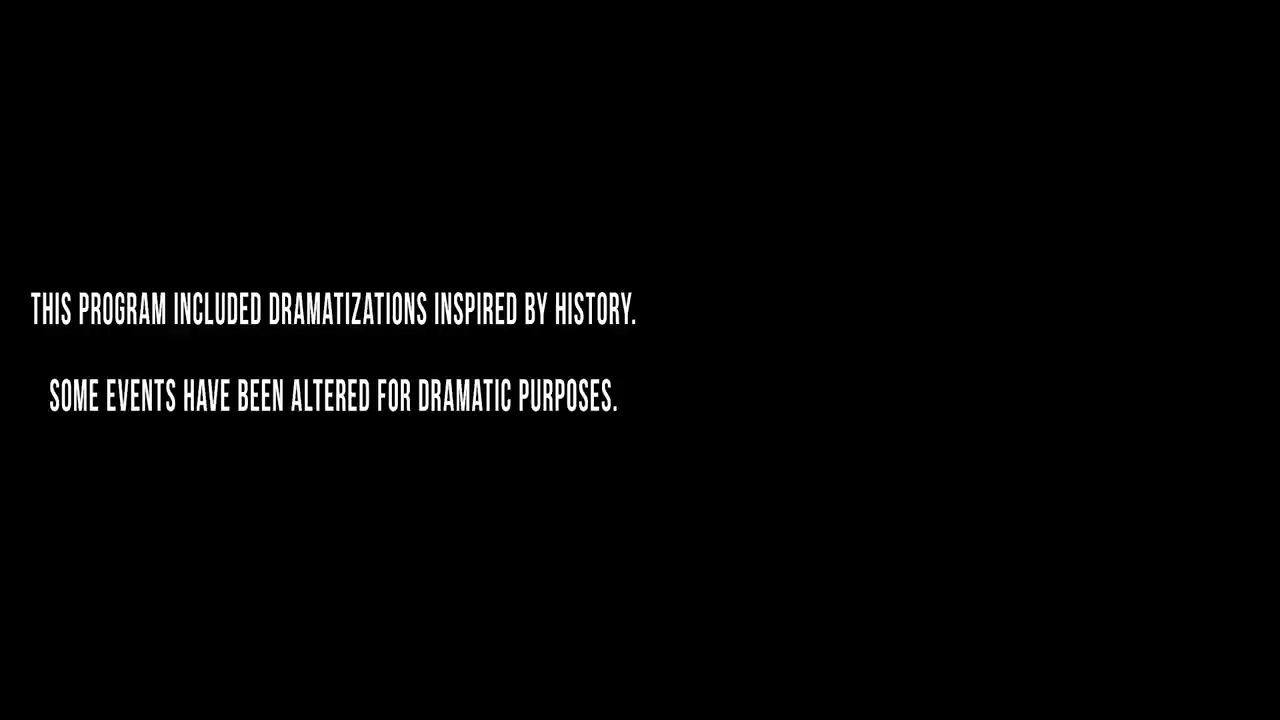 THIS PROGRAM INCLUDED DRAMATIZATIONS INSPIRED BY HISTORY.
SOME EVENTS HAVE BEEN ALTERED FOR DRAMATIC PURPOSES.